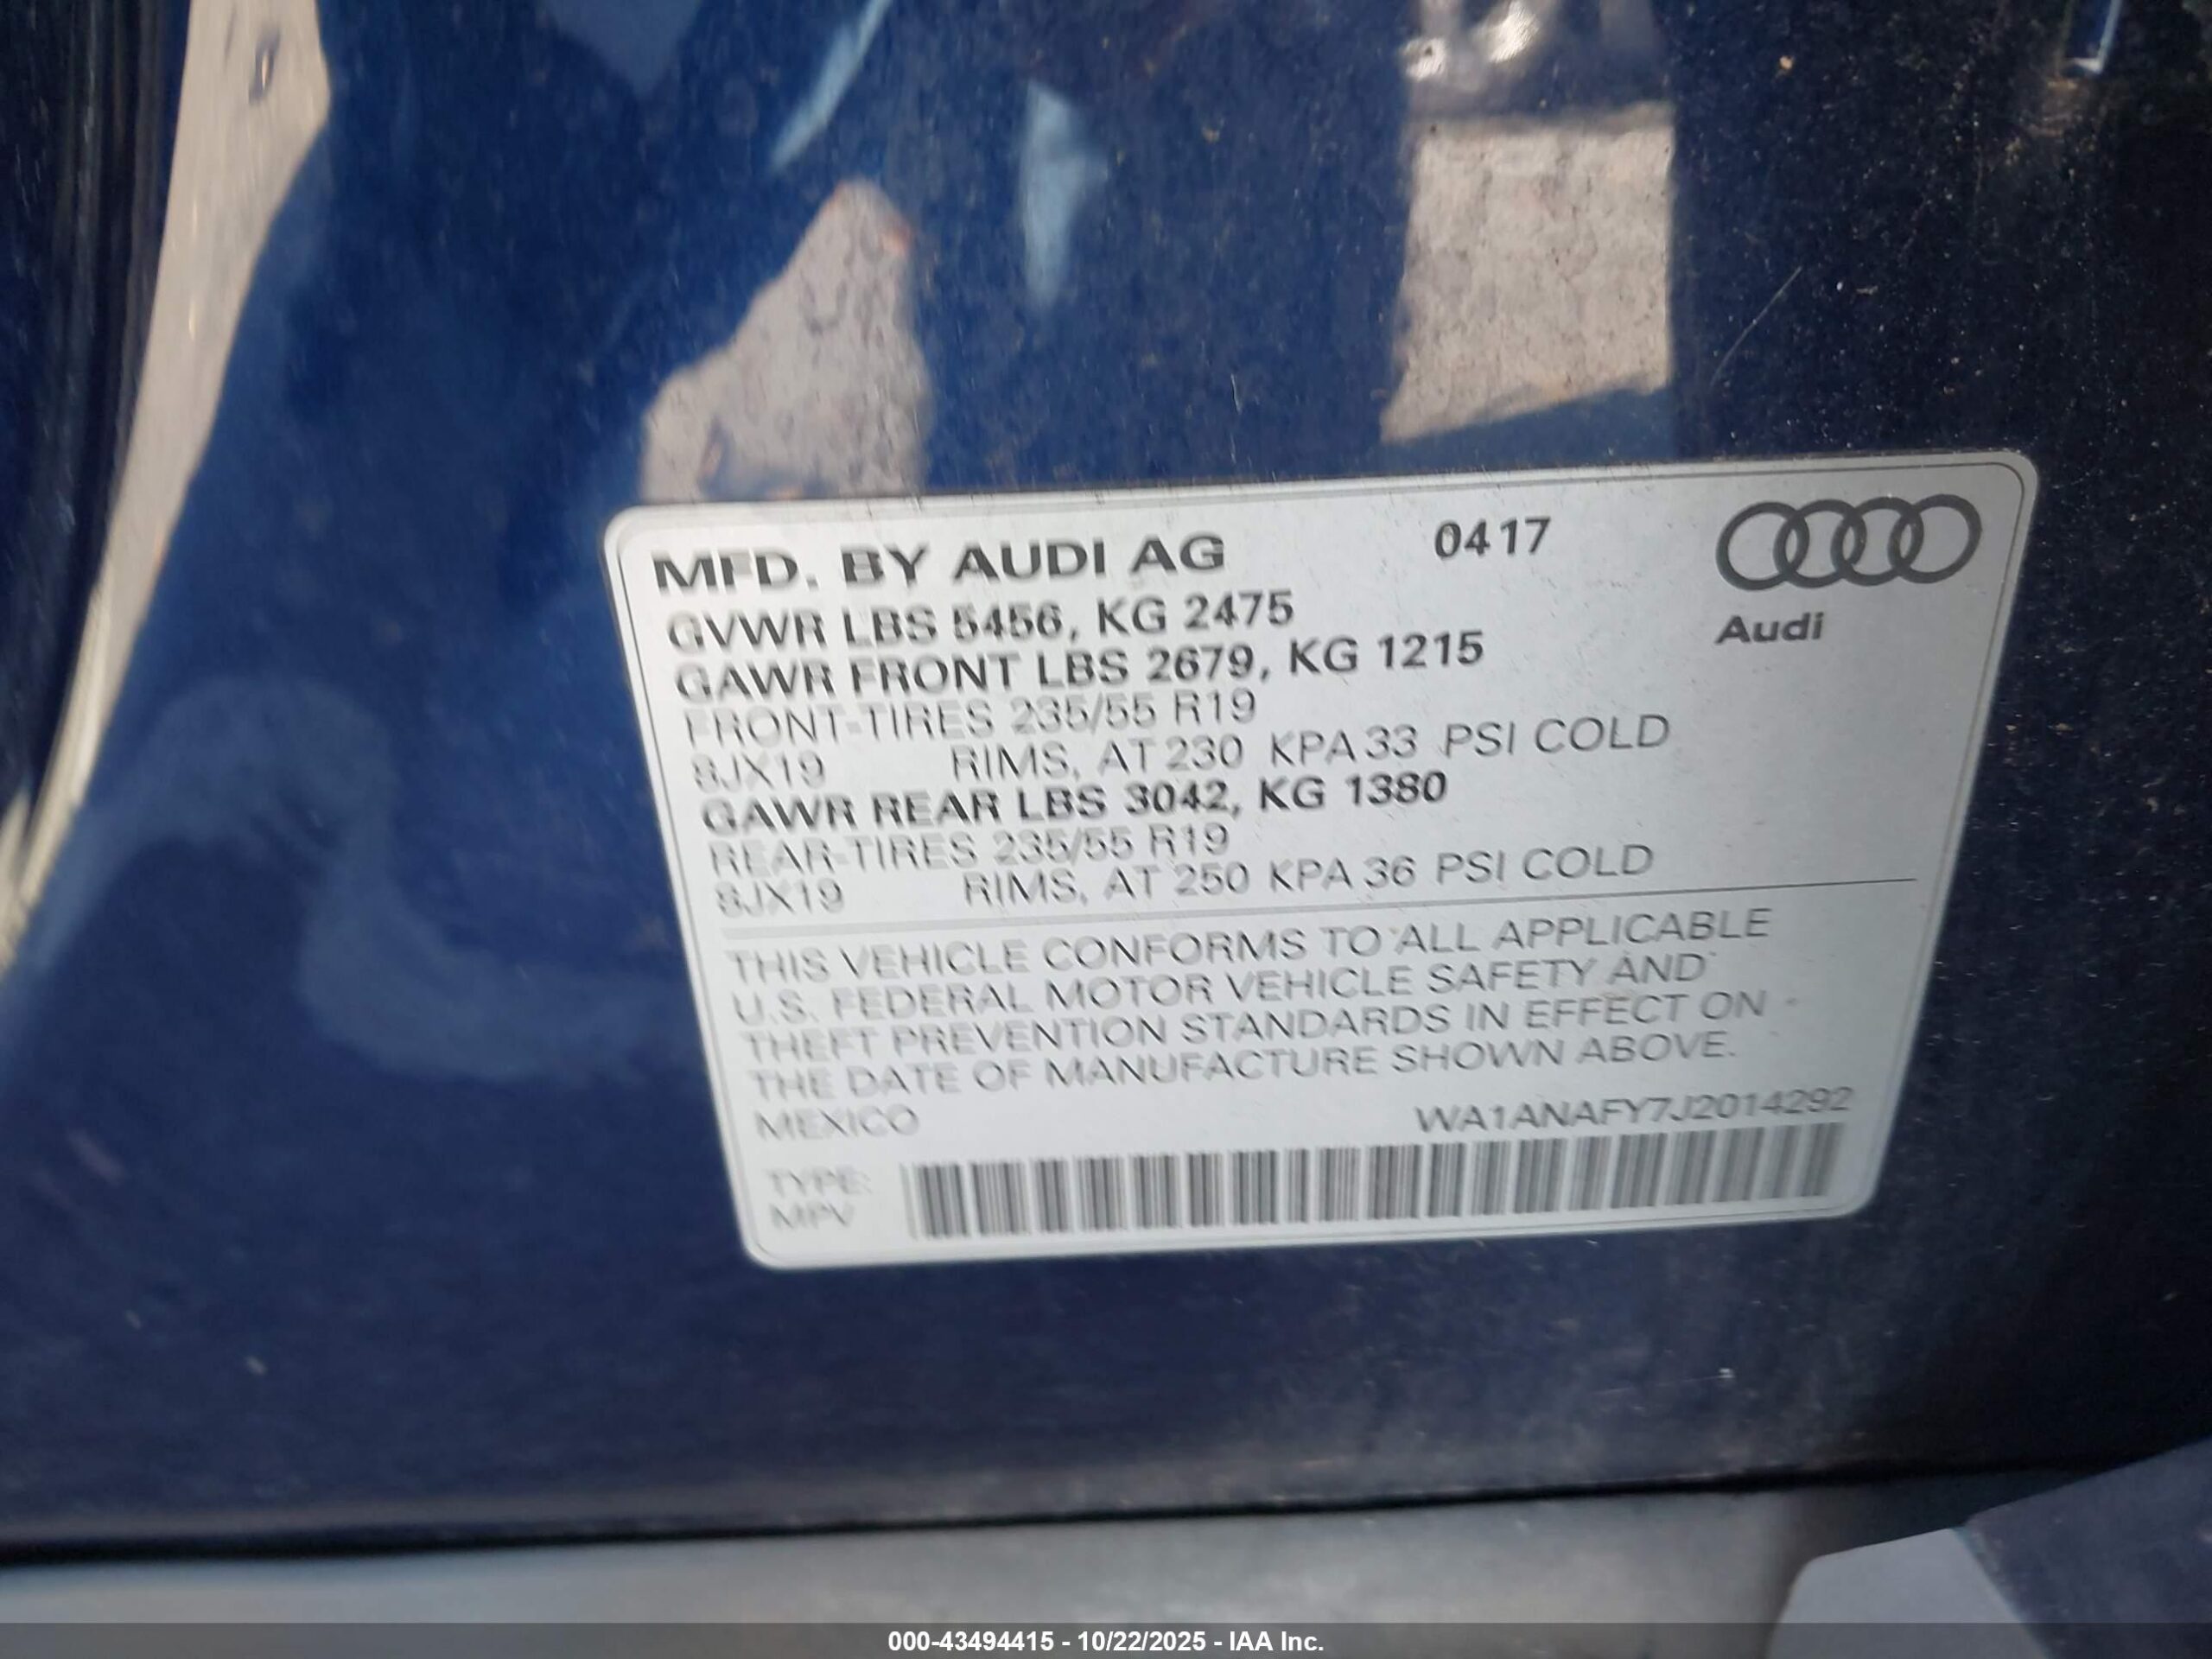 MFD. BY AUDI AG 0417
GVWR LBS 5456, KG 2475
Audi
GAWR FRONT LBS 2679, KG 1215
FRONT-TIRES 235/55 R19
8JX19 RIMS, AT 230 KPA 33 PSI COLD
GAWR REAR LBS 3042, KG 1380
REAR-TIRES 235/55 R19
8JX19 RIMS, AT 250 KPA 36 PSI COLD
THIS VEHICLE CONFORMS TO ALL APPLICABLE
U.S. FEDERAL MOTOR VEHICLE SAFETY AND
THEFT PREVENTION STANDARDS IN EFFECT ON
THE DATE OF MANUFACTURE SHOWN ABOVE.
MEXICO WA1ANAFY7J2014292
TYPE:
MPV
000-43494415 - 10/22/2025 - IAA Inc.